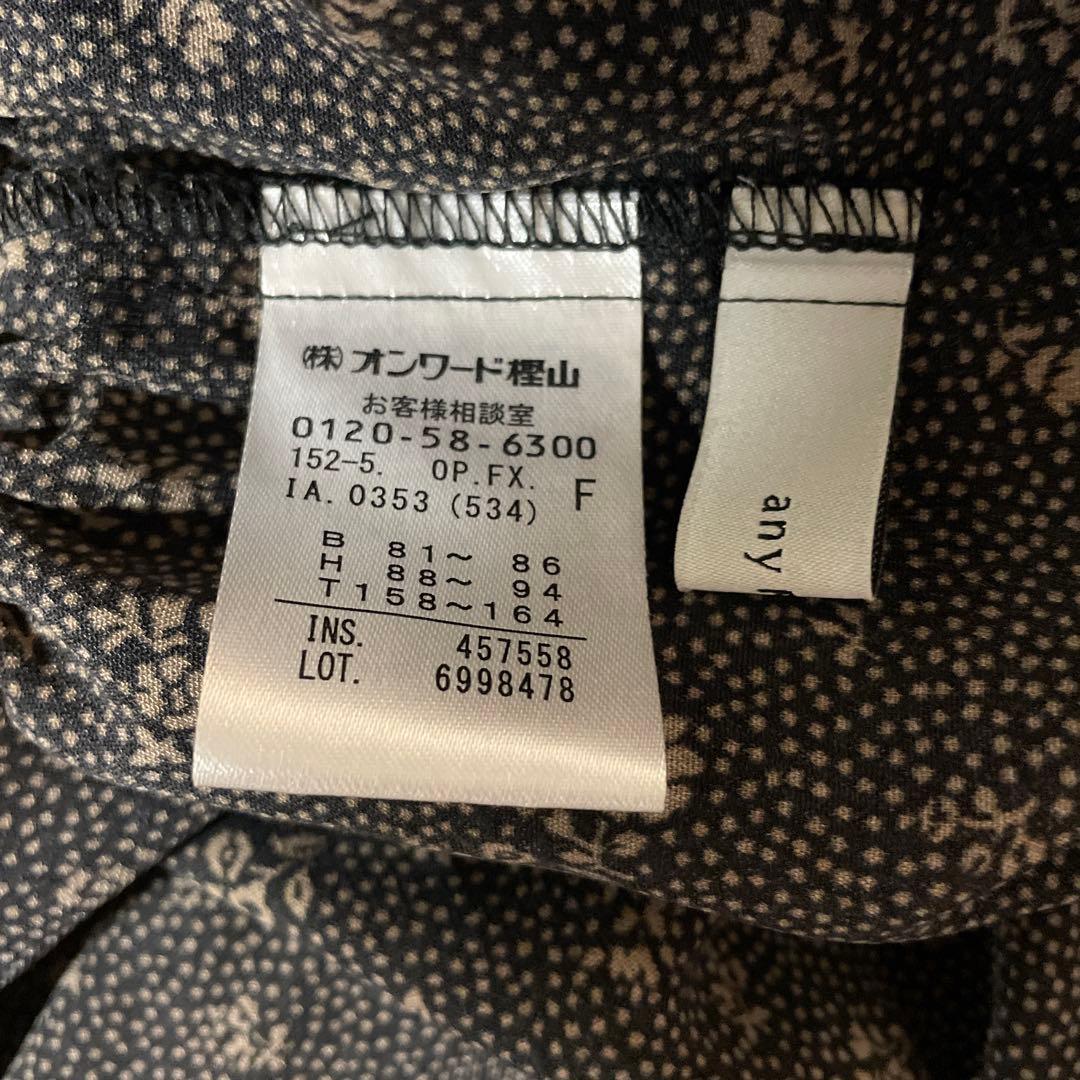 (株)オンワード樫山
お客様相談室
0120-58-6300
152-5. OP.FX. F
IA. 0353 (534)
B 81～ 86
H 88～ 94
T 158～164
INS. 457558
LOT. 6998478
any